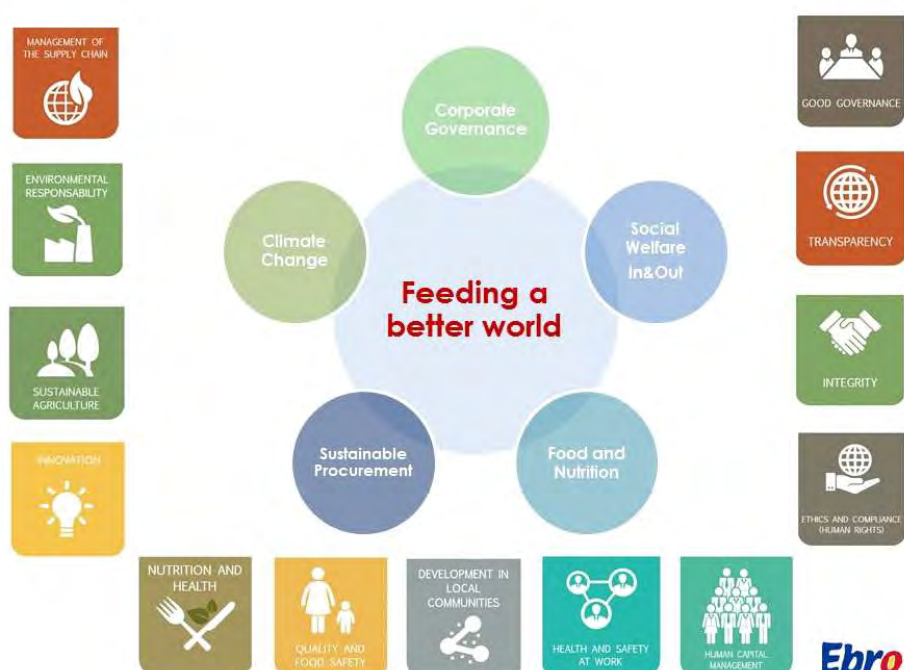 MANAGEMENT OF
THE SUPPLY CHAIN
ENVIRONMENTAL
RESPONSABILITY
SUSTAINABLE
AGRICULTURE
INNOVATION
Corporate
Governance
Climate
Change
Social
Welfare
In&Out
Feeding a
better world
Sustainable
Procurement
Food and
Nutrition
GOOD GOVERNANCE
TRANSPARENCY
INTEGRITY
ETHICS AND COMPLIANCE
(HUMAN RIGHTS)
NUTRITION AND
HEALTH
QUALITY AND
FOOD SAFETY
DEVELOPMENT IN
LOCAL
COMMUNITIES
HEALTH AND SAFETY
AT WORK
HUMAN CAPITAL
MANAGEMENT
Ebro